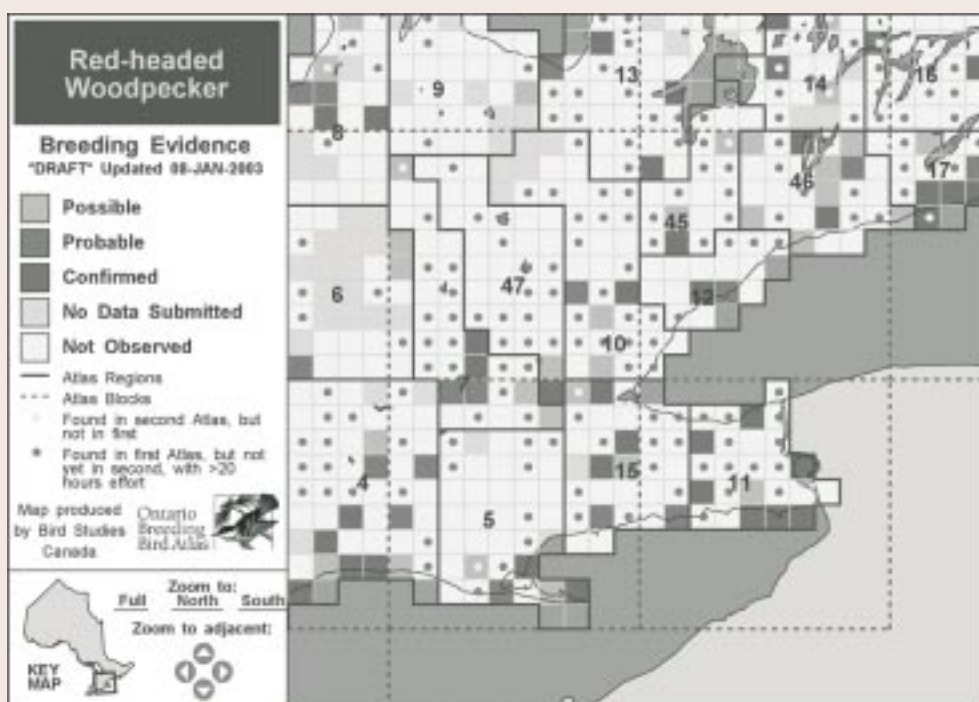 Red-headed
Woodpecker
Breeding Evidence
"DRAFT" Updated 08-JAN-2003
Possible
Probable
Confirmed
No Data Submitted
Not Observed
Atlas Regions
Atlas Blocks
Found in second Atlas, but
not in first
Found in first Atlas, but not
yet in second, with >20
hours effort
Map produced
by Bird Studies
Canada
Ontario
Breeding
Bird Atlas
Zoom to:
Full North South
Zoom to adjacent:
KEY
MAP
9
13
14
16
8
46
17
45
6
47
12
10
4
15
11
5